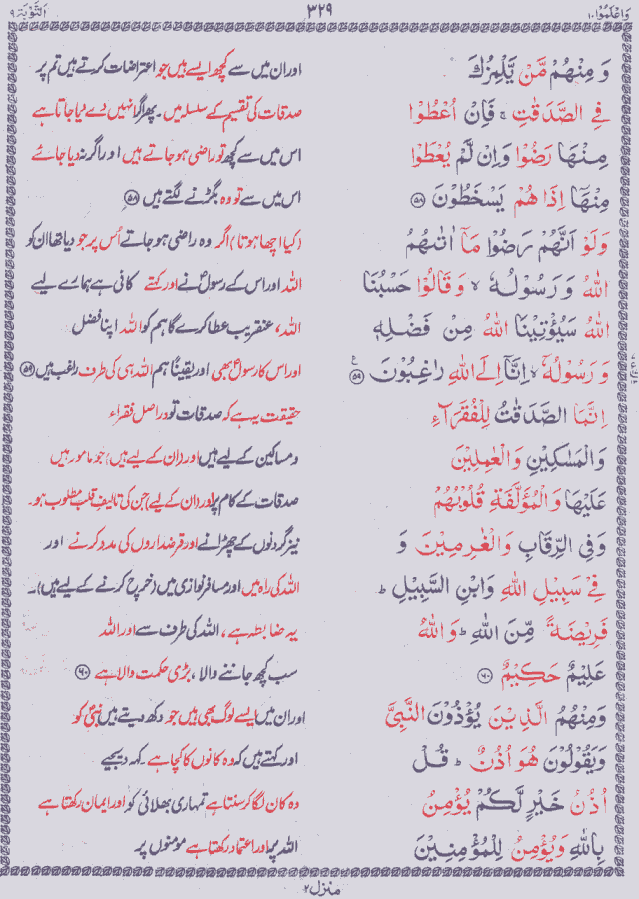 وَاعْلَمُوْا ١٠ ٣٢٩ اَلتَّوْبَة ٩
وَ مِنْهُمْ مَّنْ يَّلْمِزُكَ اور ان میں سے کچھ ایسے ہیں جو اعتراضات کرتے ہیں تم پر
فِي الصَّدَقٰتِ ۚ فَاِنْ اُعْطُوْا صدقات کی تقسیم کے سلسلہ میں۔ پھر اگر انہیں دے دیا جاتا ہے
مِنْهَا رَضُوْا وَاِنْ لَّمْ يُعْطَوْا اس میں سے کچھ تو راضی ہوجاتے ہیں اور اگر نہ دیا جائے
مِنْهَآ اِذَا هُمْ يَسْخَطُوْنَ ﴿٥٨﴾ اس میں سے تو وہ بگڑنے لگتے ہیں ﴿٥٨﴾
وَلَوْ اَنَّهُمْ رَضُوْا مَآ اٰتٰىهُمُ (کیا اچھا ہوتا) اگر وہ راضی ہوجاتے اُس پر جو دیا تھا ان کو
اللّٰهُ وَ رَسُوْلُهٗ ۙ وَ قَالُوْا حَسْبُنَا اللہ اور اس کے رسولؐ نے اور کہتے کافی ہے ہمارے لیے
اللّٰهُ سَيُؤْتِيْنَا اللّٰهُ مِنْ فَضْلِهٖ اللہ، عنقریب عطا کرے گا ہم کو اللہ اپنا فضل
وَ رَسُوْلُهٗٓ ۙ اِنَّآ اِلَى اللّٰهِ رٰغِبُوْنَ ﴿٥٩﴾ ع اور اس کا رسولؐ بھی اور یقیناً ہم اللہ ہی کی طرف راغب ہیں ﴿٥٩﴾
اِنَّمَا الصَّدَقٰتُ لِلْفُقَرَآءِ حقیقت یہ ہے کہ صدقات تو دراصل فقراء
وَالْمَسٰكِيْنِ وَالْعٰمِلِيْنَ و مساکین کے لیے ہیں اور (ان کے لیے ہیں) جو مامور ہیں
عَلَيْهَا وَالْمُؤَلَّفَةِ قُلُوْبُهُمْ صدقات کے کام پر اور (ان کے لیے) جن کی تالیفِ قلب مطلوب ہو۔
وَفِي الرِّقَابِ وَالْغٰرِمِيْنَ وَ نیز گردنوں کے چھڑانے اور قرضداروں کی مدد کرنے اور
فِيْ سَبِيْلِ اللّٰهِ وَابْنِ السَّبِيْلِ ؕ اللہ کی راہ میں اور مسافر نوازی میں (خرچ کرنے کے لیے ہیں)۔
فَرِيْضَةً مِّنَ اللّٰهِ ؕ وَاللّٰهُ یہ ضابطہ ہے، اللہ کی طرف سے اور اللہ
عَلِيْمٌ حَكِيْمٌ ﴿٦٠﴾ سب کچھ جاننے والا، بڑی حکمت والا ہے ﴿٦٠﴾
وَمِنْهُمُ الَّذِيْنَ يُؤْذُوْنَ النَّبِيَّ اور ان میں ایسے لوگ بھی ہیں جو دکھ دیتے ہیں نبیؐ کو
وَيَقُوْلُوْنَ هُوَ اُذُنٌ ؕ قُلْ اور کہتے ہیں کہ وہ کانوں کا کچا ہے۔ کہہ دیجیے
اُذُنُ خَيْرٍ لَّكُمْ يُؤْمِنُ وہ کان لگا کر سنتا ہے تمہاری بھلائی کو اور ایمان رکھتا ہے
بِاللّٰهِ وَيُؤْمِنُ لِلْمُؤْمِنِيْنَ اللہ پر اور اعتماد رکھتا ہے مومنوں پر
منزل ٢